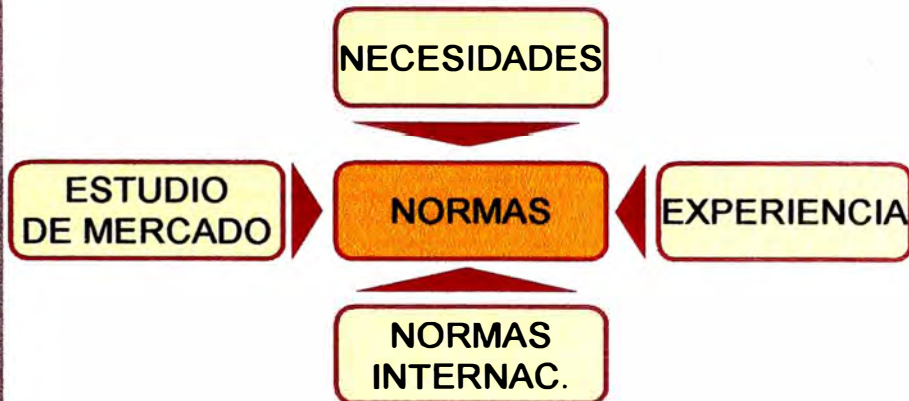 NECESIDADES
ESTUDIO
DE MERCADO
NORMAS
EXPERIENCIA
NORMAS
INTERNAC.